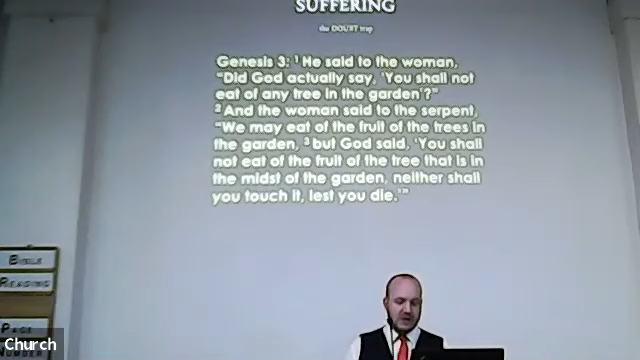 SUFFERING
the DOUBT trap
Genesis 3: ¹ He said to the woman,
“Did God actually say, ‘You shall not
eat of any tree in the garden’?”
² And the woman said to the serpent,
“We may eat of the fruit of the trees in
the garden, ³ but God said, ‘You shall
not eat of the fruit of the tree that is in
the midst of the garden, neither shall
you touch it, lest you die.’”
BIBLE
READING
PAGE
NUMBER
Church